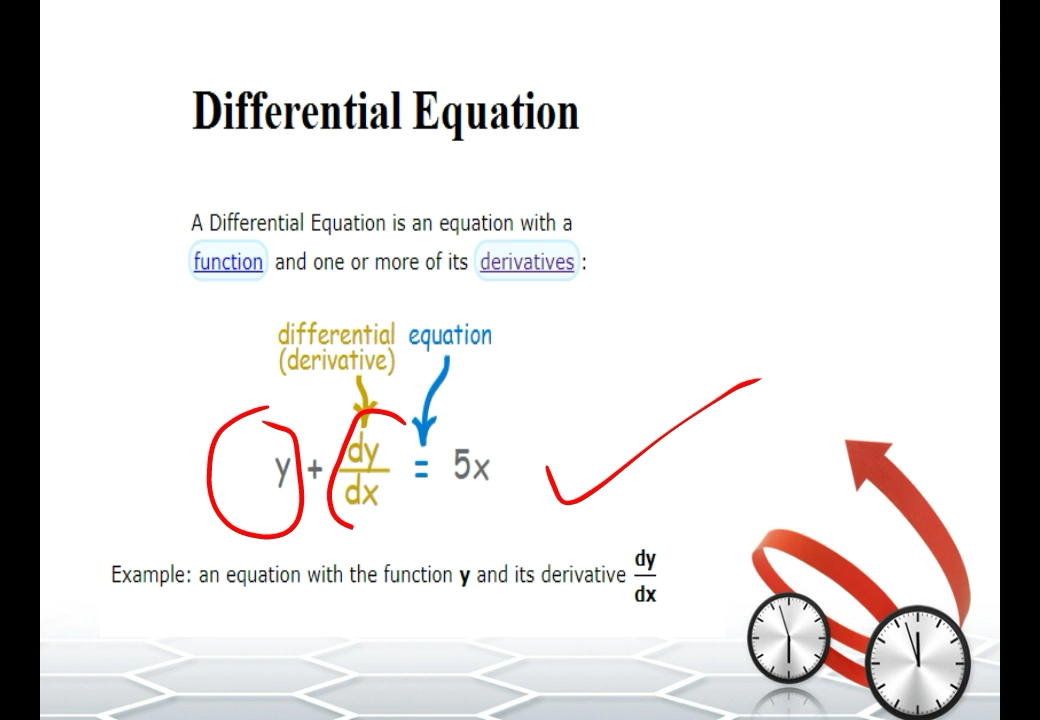 Differential Equation
A Differential Equation is an equation with a
function and one or more of its derivatives :
differential equation
(derivative)
y + dy/dx = 5x
Example: an equation with the function y and its derivative dy/dx